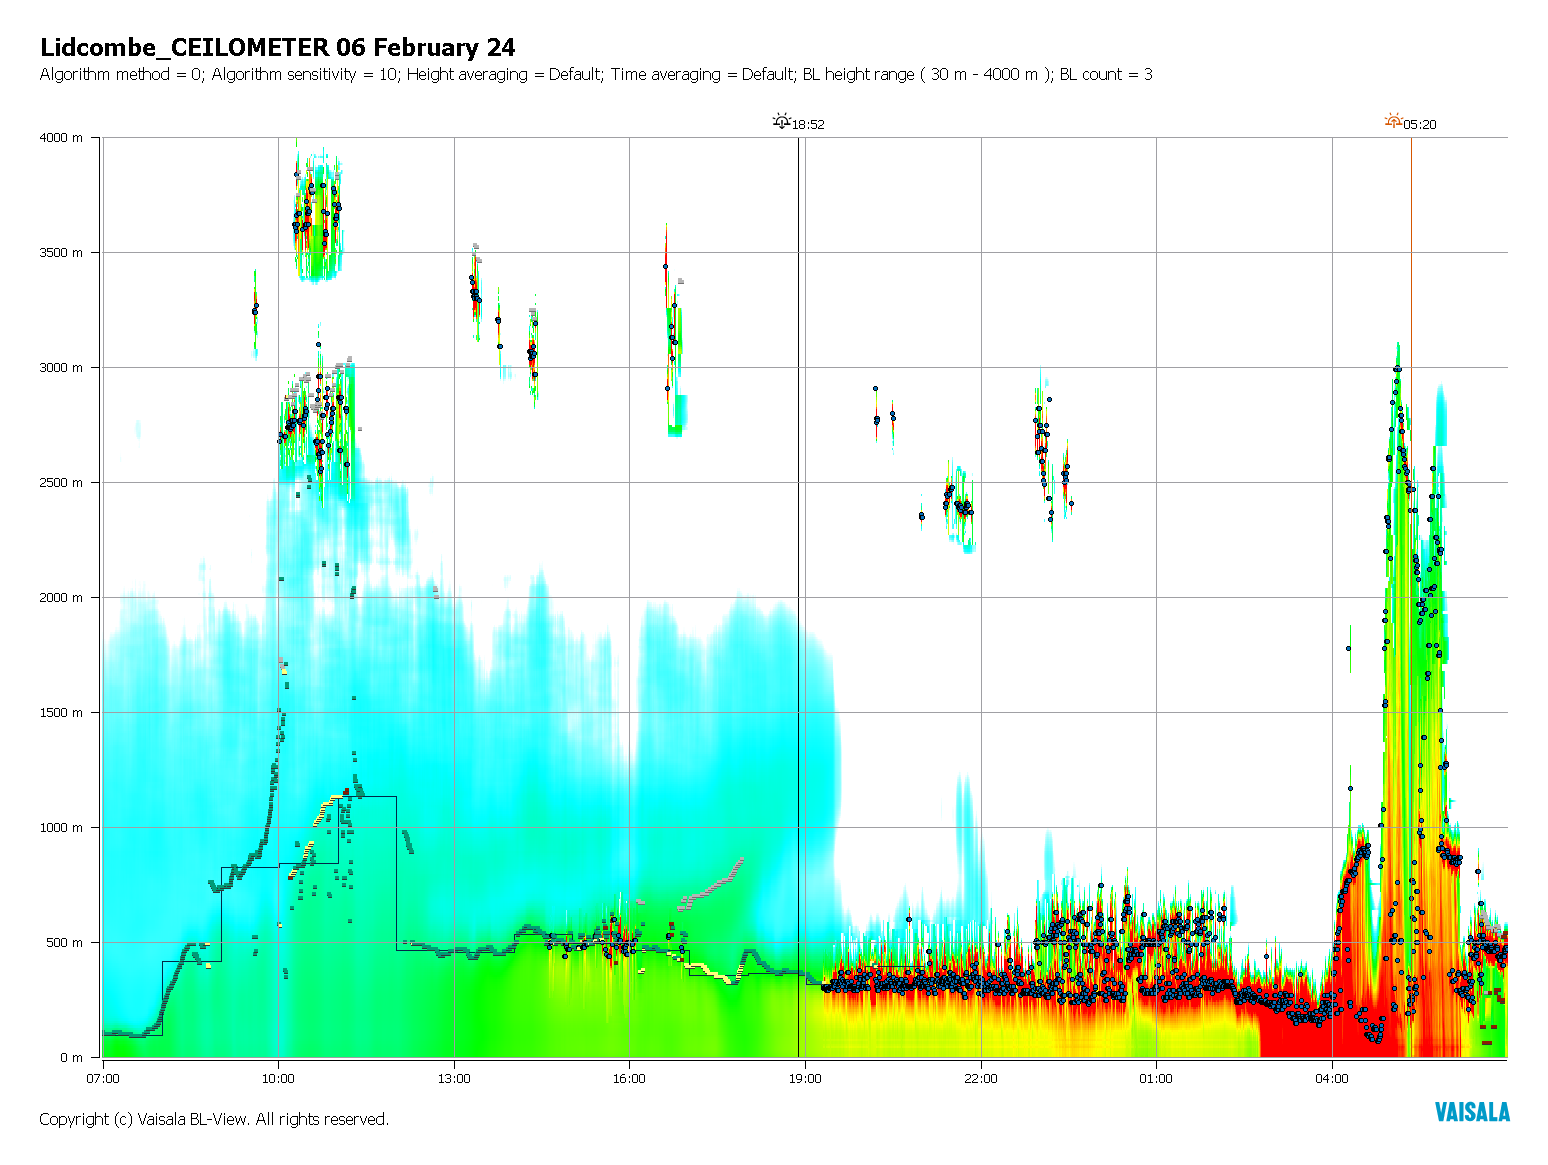 Lidcombe_CEILOMETER 06 February 24
Algorithm method = 0; Algorithm sensitivity = 10; Height averaging = Default; Time averaging = Default; BL height range ( 30 m - 4000 m ); BL count = 3
18:52
05:20
4000 m
3500 m
3000 m
2500 m
2000 m
1500 m
1000 m
500 m
0 m
07:00
10:00
13:00
16:00
19:00
22:00
01:00
04:00
Copyright (c) Vaisala BL-View. All rights reserved.
VAISALA